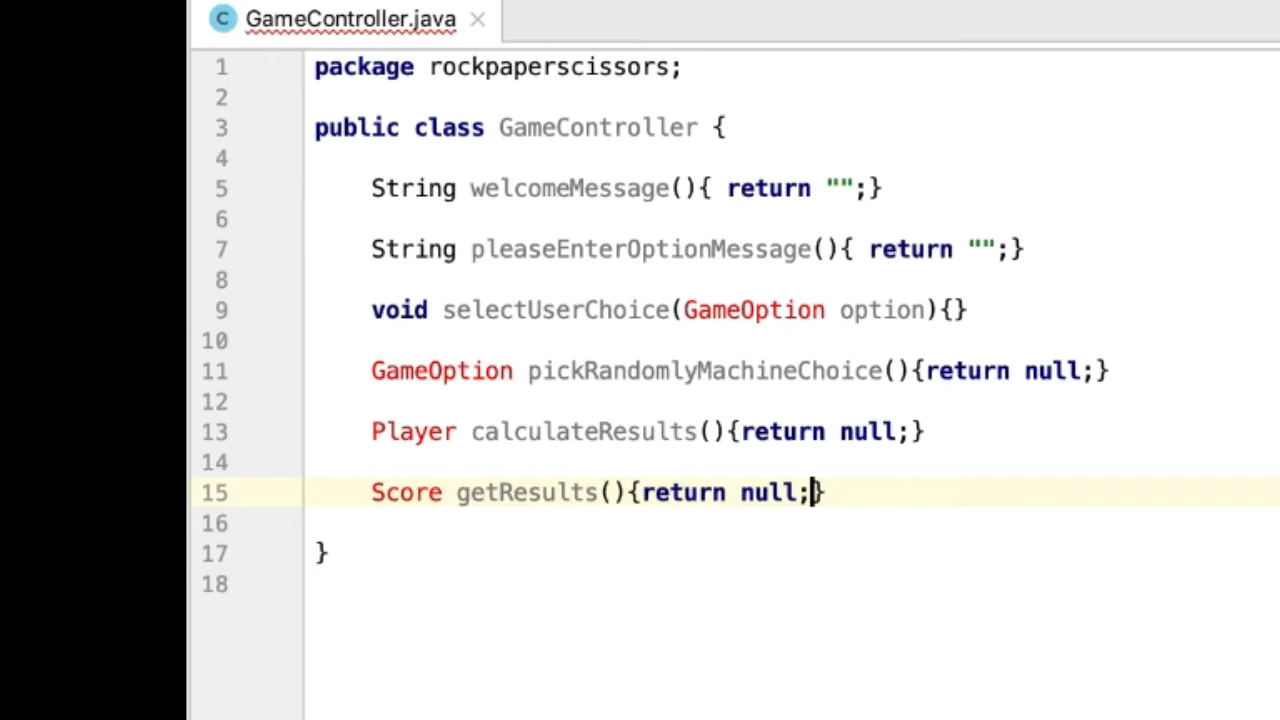 GameController.java
1 package rockpaperscissors;
2
3 public class GameController {
4
5 String welcomeMessage(){ return "";}
6
7 String pleaseEnterOptionMessage(){ return "";}
8
9 void selectUserChoice(GameOption option){}
10
11 GameOption pickRandomlyMachineChoice(){return null;}
12
13 Player calculateResults(){return null;}
14
15 Score getResults(){return null;}
16
17 }
18